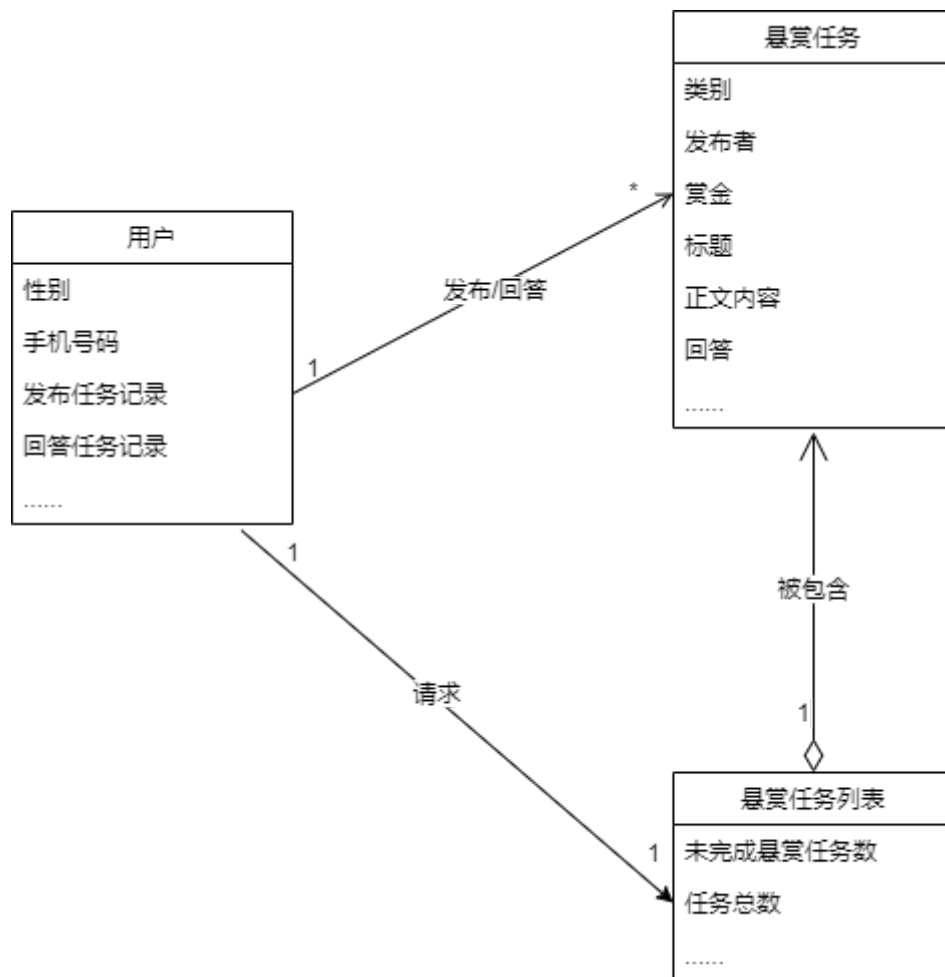 悬赏任务
类别
发布者
赏金
标题
正文内容
回答
……
*
用户
性别
手机号码
发布任务记录
回答任务记录
……
发布/回答
1
1
请求
1
被包含
1
悬赏任务列表
未完成悬赏任务数
任务总数
……